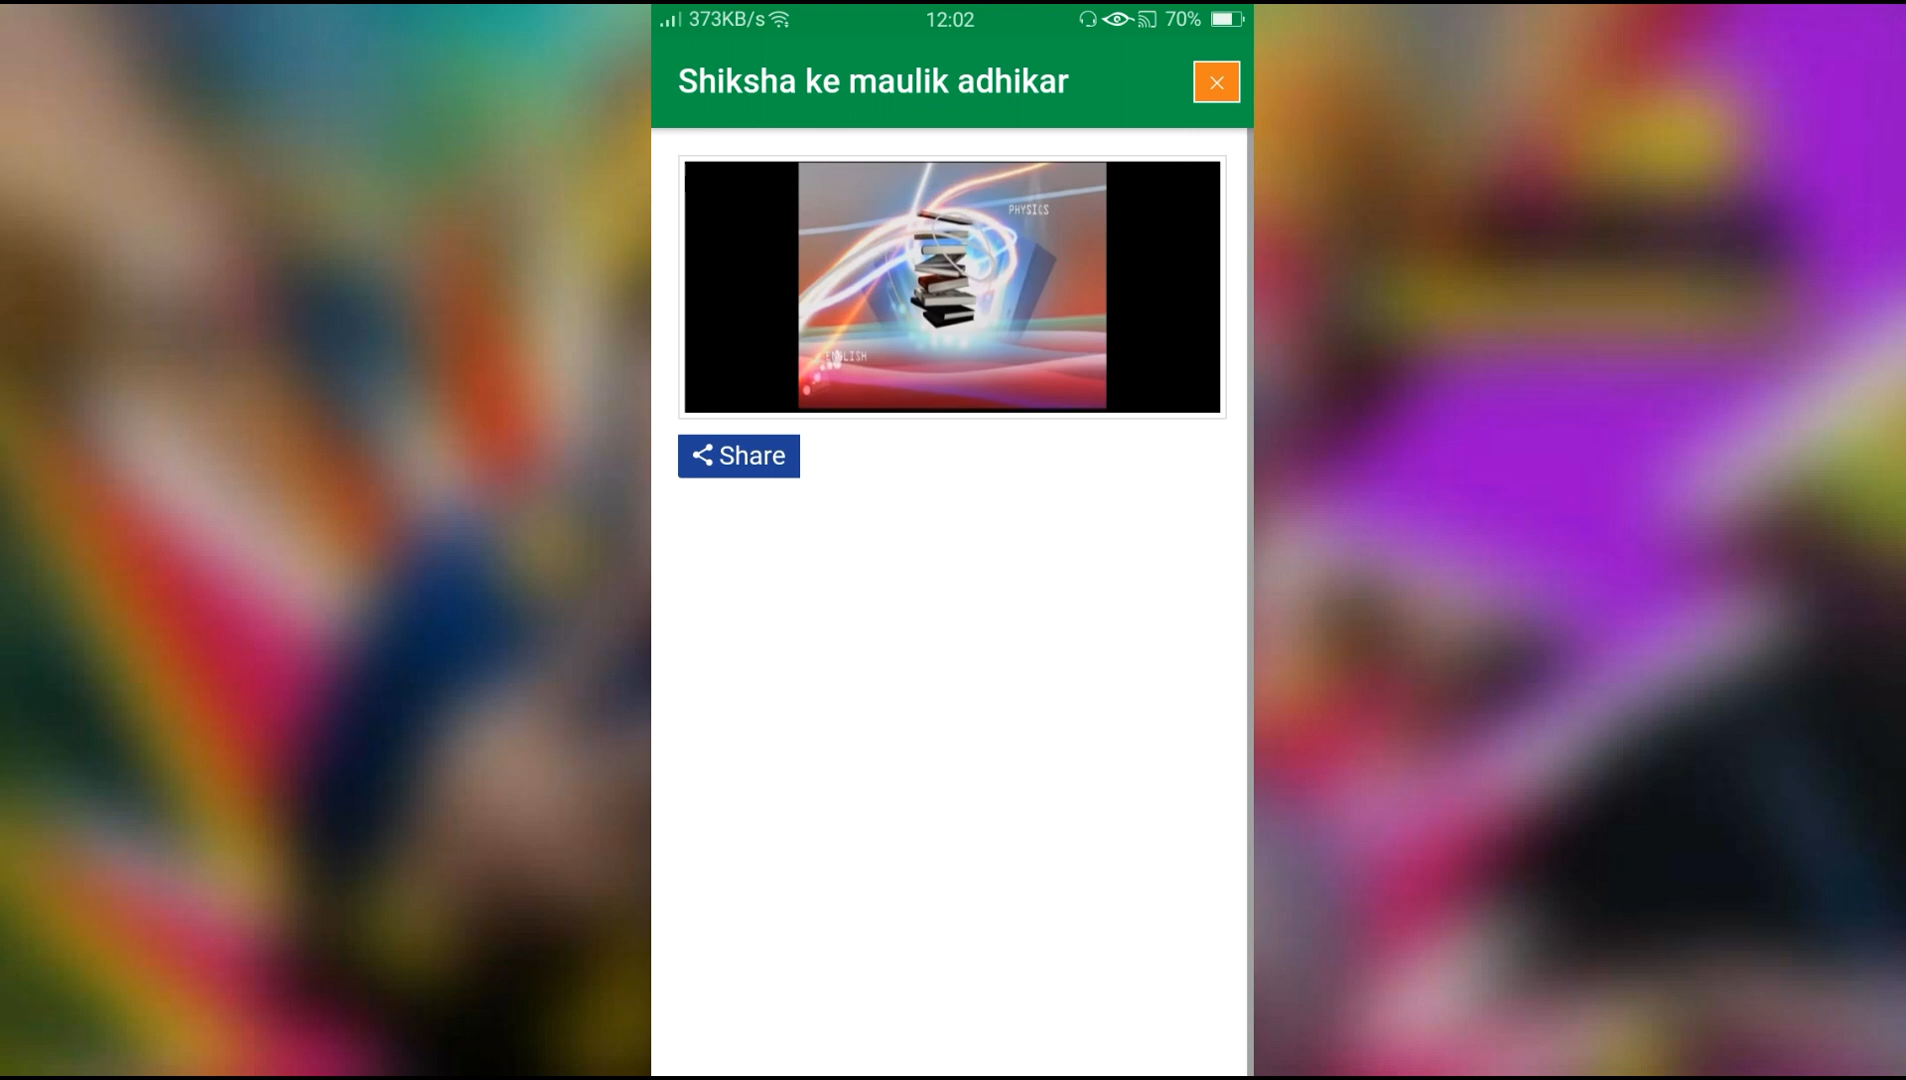 373KB/s 12:02 70%
Shiksha ke maulik adhikar
PHYSICS
ENGLISH
Share